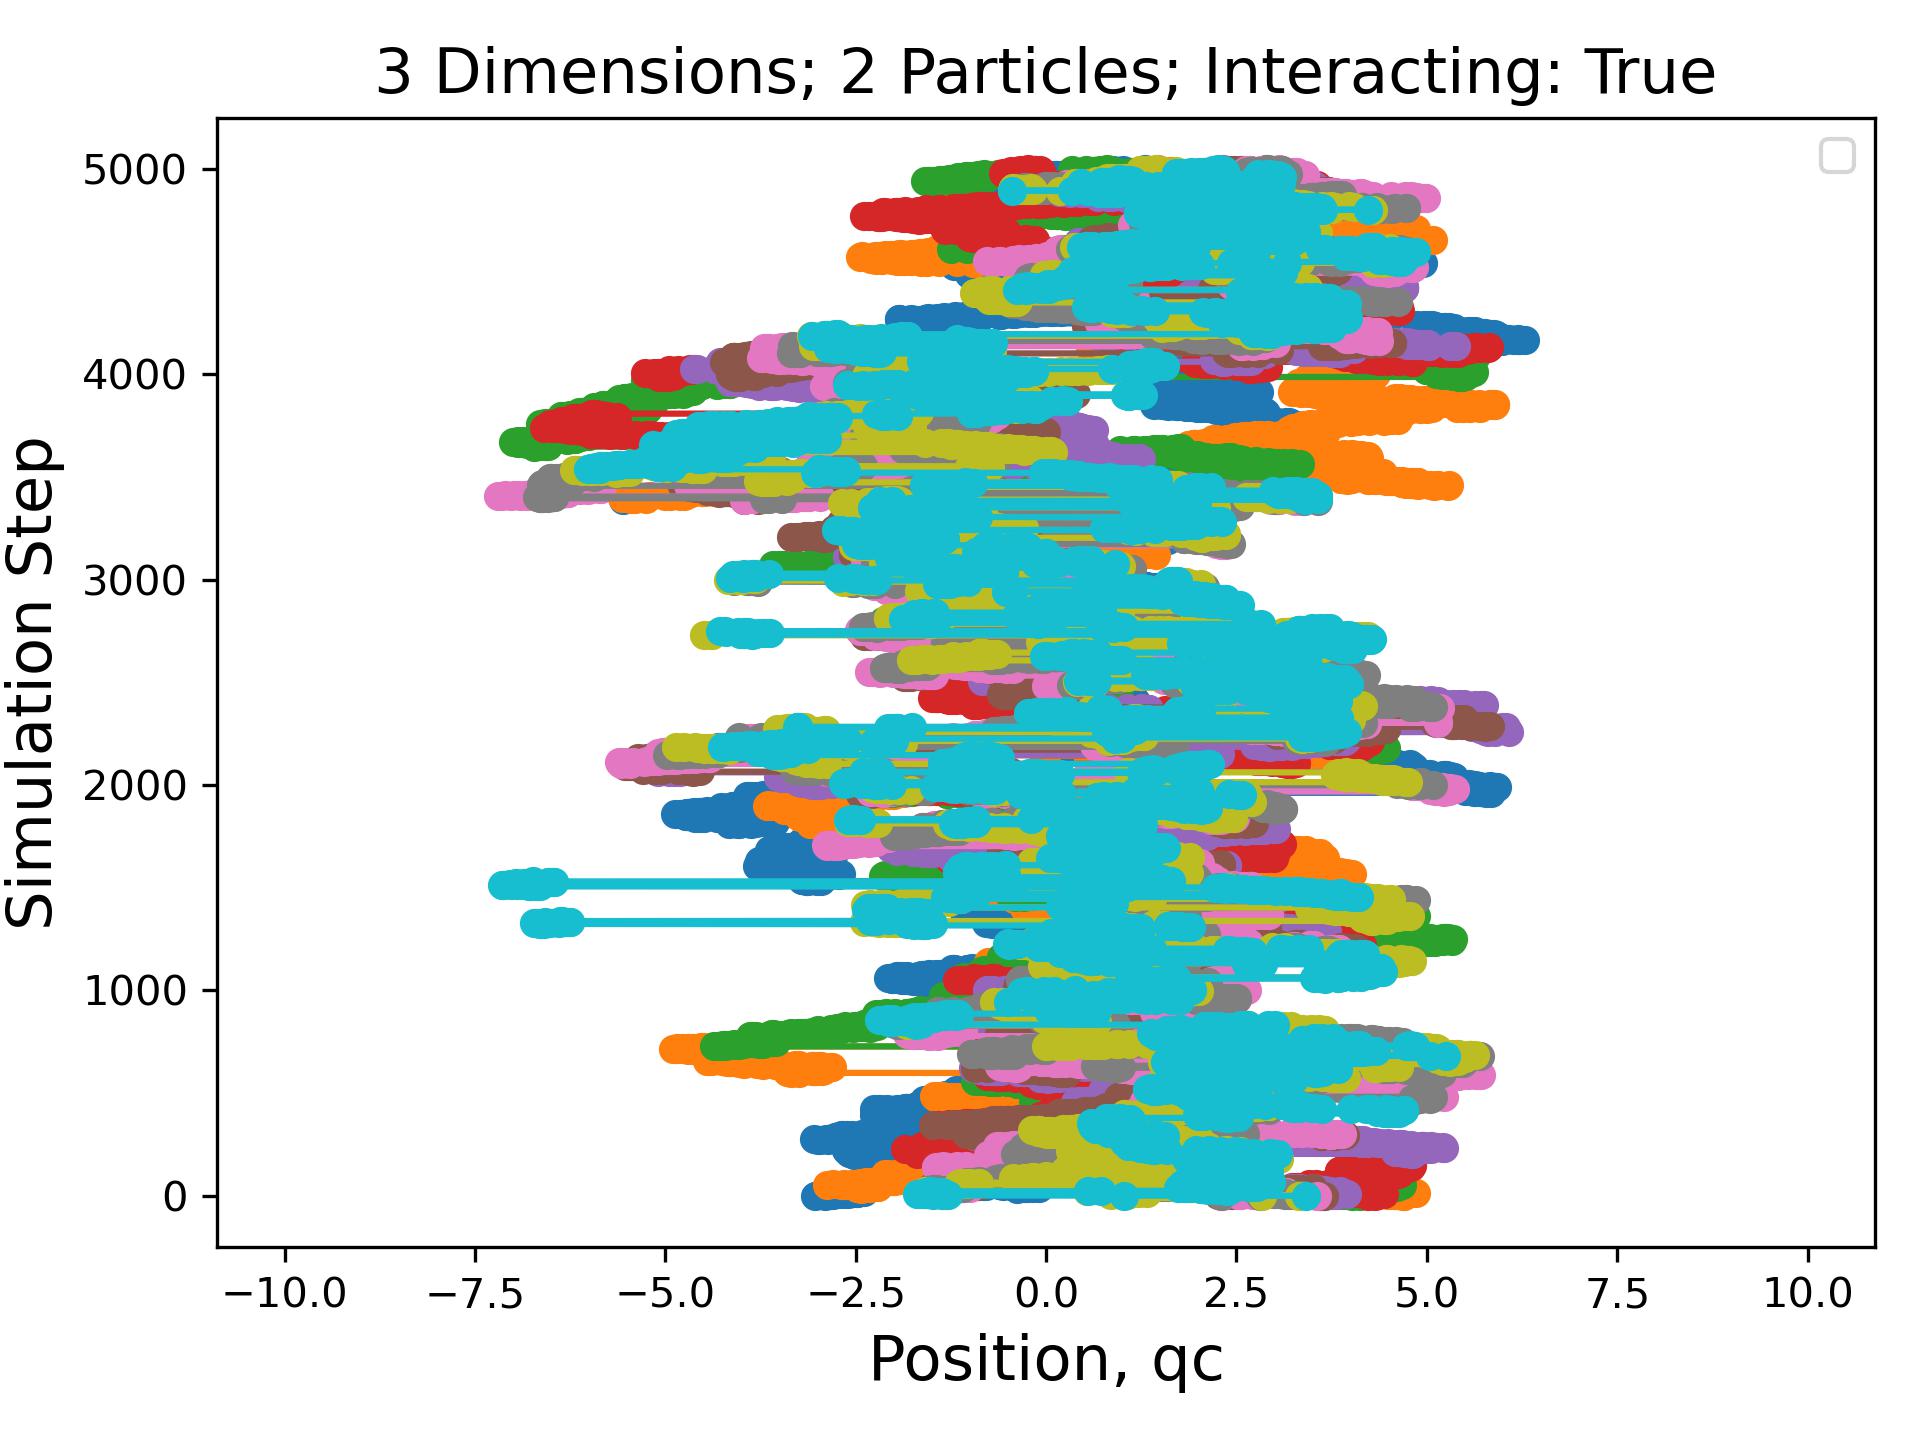 3 Dimensions; 2 Particles; Interacting: True
5000
4000
3000
2000
1000
0
Simulation Step
−10.0 −7.5 −5.0 −2.5 0.0 2.5 5.0 7.5 10.0
Position, qc